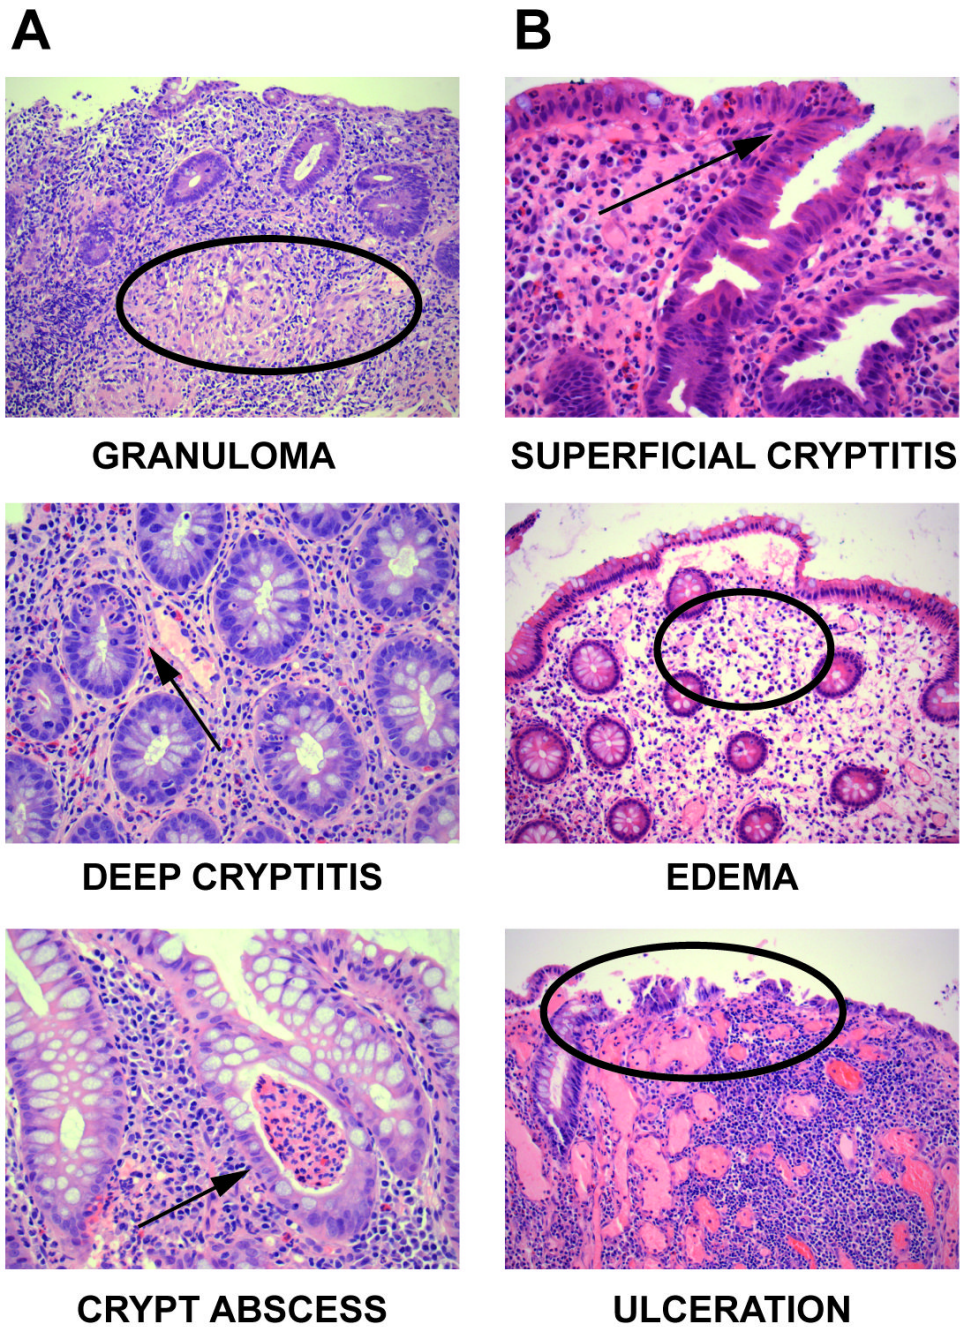 A
B
GRANULOMA
SUPERFICIAL CRYPTITIS
DEEP CRYPTITIS
EDEMA
CRYPT ABSCESS
ULCERATION